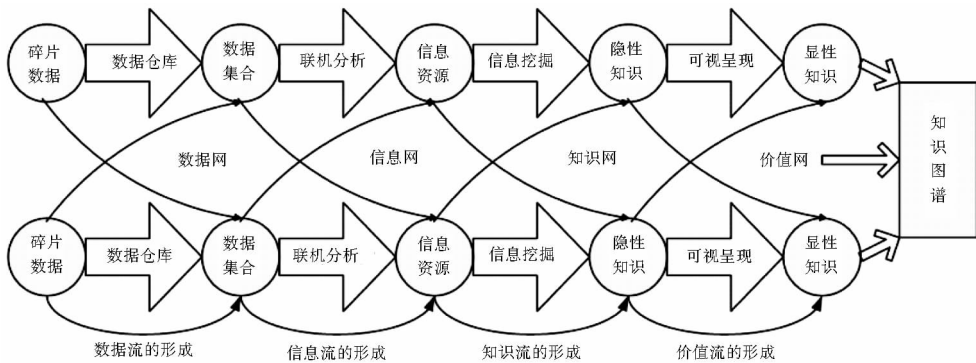 碎片
数据
数据仓库
数据
集合
联机分析
信息
资源
信息挖掘
隐性
知识
可视呈现
显性
知识
数据网
信息网
知识网
价值网
知识图谱
碎片
数据
数据仓库
数据
集合
联机分析
信息
资源
信息挖掘
隐性
知识
可视呈现
显性
知识
数据流的形成
信息流的形成
知识流的形成
价值流的形成